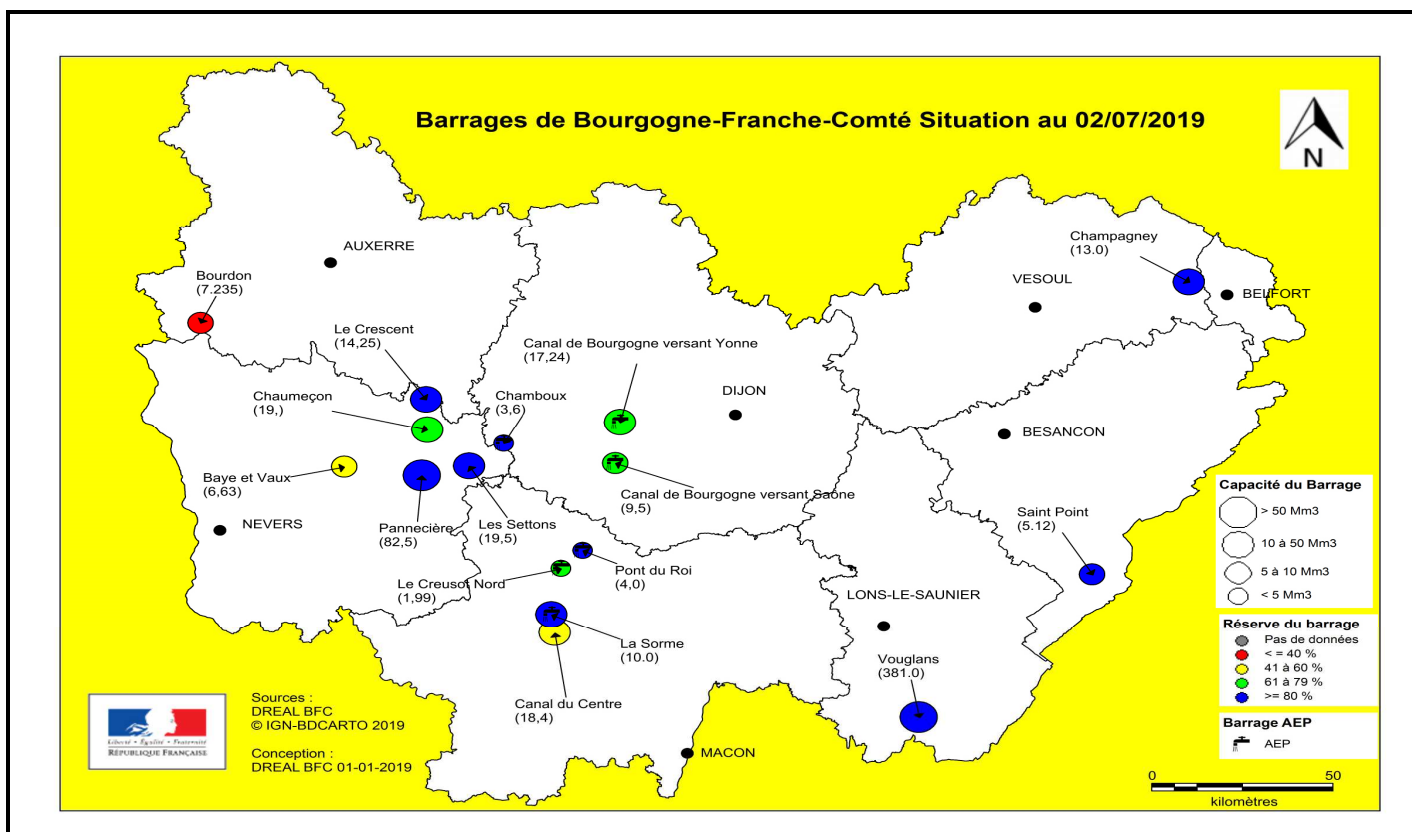 Barrages de Bourgogne-Franche-Comté Situation au 02/07/2019
N
AUXERRE
Bourdon
(7.235)
Le Crescent
(14,25)
Chaumeçon
(19,)
Baye et Vaux
(6,63)
NEVERS
Pannecière
(82,5)
Les Settons
(19,5)
Chamboux
(3,6)
Canal de Bourgogne versant Yonne
(17,24)
DIJON
Canal de Bourgogne versant Saône
(9,5)
Pont du Roi
(4,0)
Le Creusot Nord
(1,99)
La Sorme
(10.0)
Canal du Centre
(18,4)
MACON
Champagney
(13.0)
VESOUL
BELFORT
BESANCON
Saint Point
(5.12)
LONS-LE-SAUNIER
Vouglans
(381.0)
Capacité du Barrage
> 50 Mm3
10 à 50 Mm3
5 à 10 Mm3
< 5 Mm3
Réserve du barrage
Pas de données
< = 40 %
41 à 60 %
61 à 79 %
>= 80 %
Barrage AEP
AEP
0 50
kilomètres
Liberté • Égalité • Fraternité
RÉPUBLIQUE FRANÇAISE
Sources :
DREAL BFC
© IGN-BDCARTO 2019
Conception :
DREAL BFC 01-01-2019